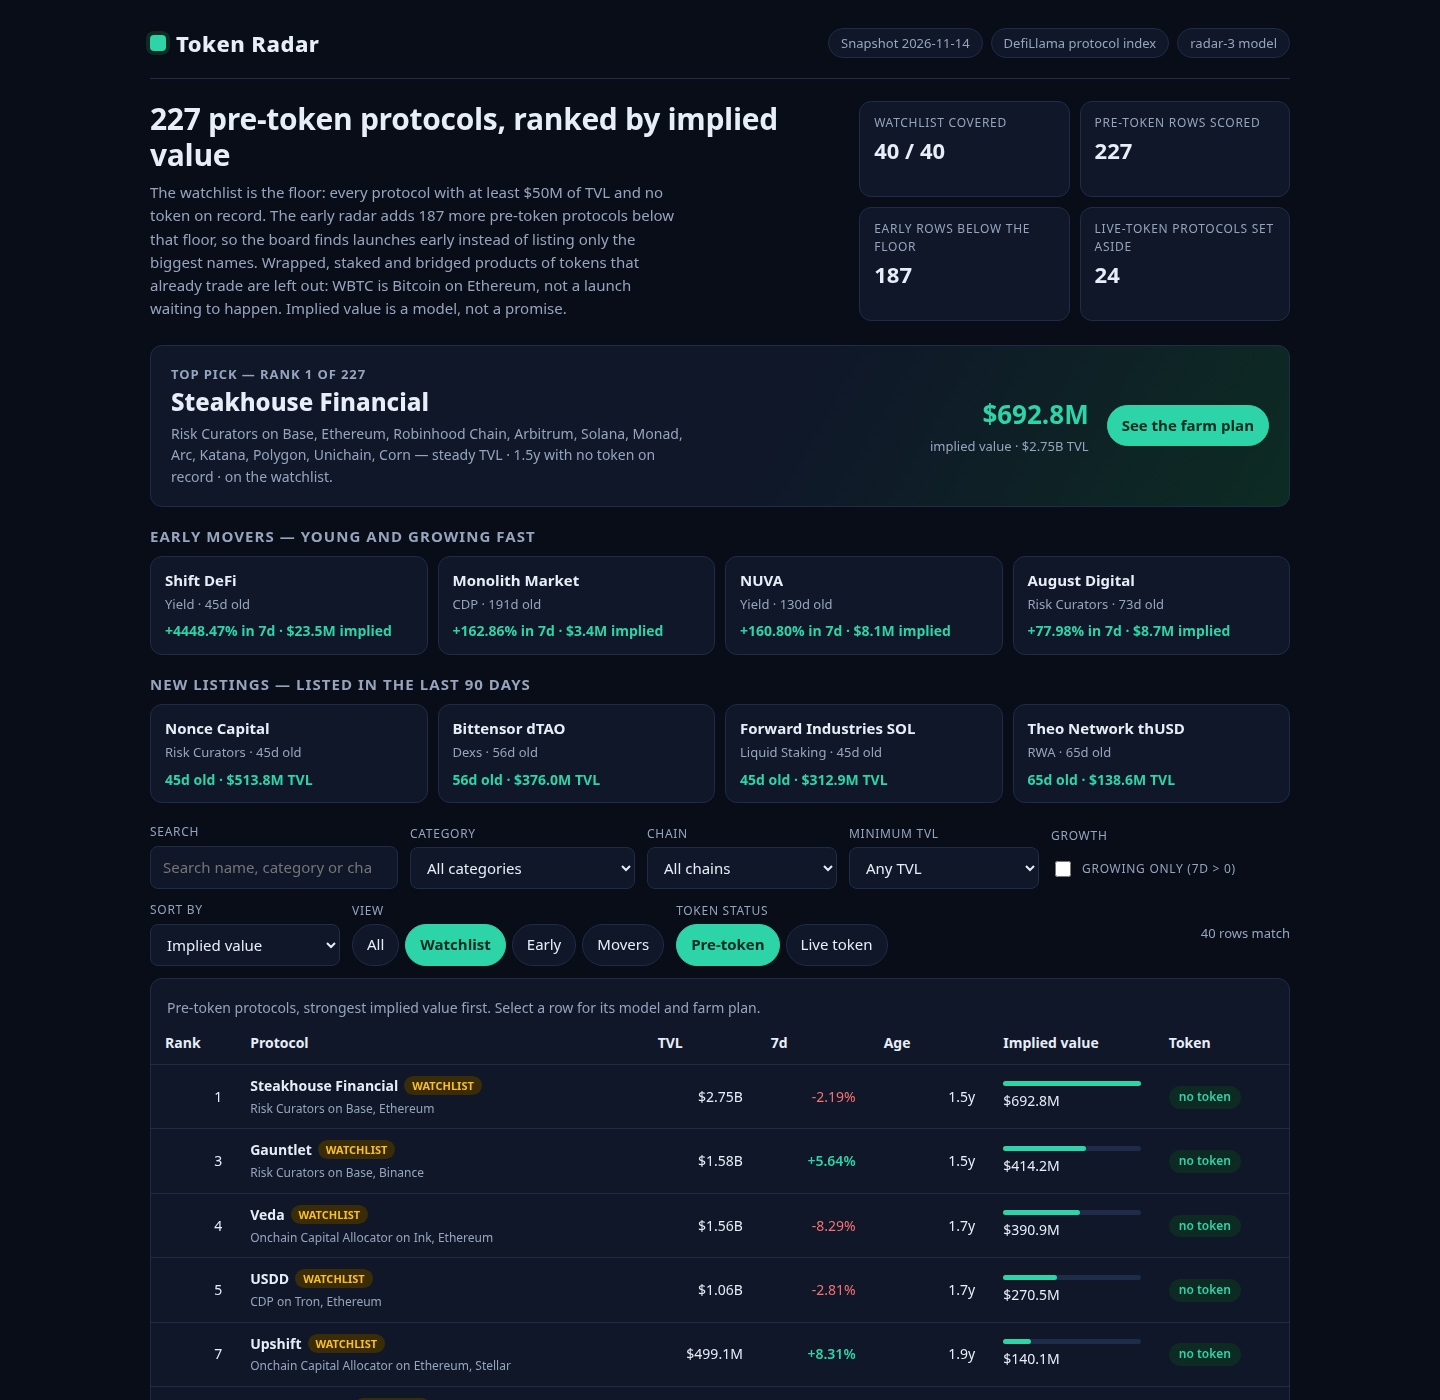 Token Radar
Snapshot 2026-11-14
DefiLlama protocol index
radar-3 model
227 pre-token protocols, ranked by implied
value
The watchlist is the floor: every protocol with at least $50M of TVL and no
token on record. The early radar adds 187 more pre-token protocols below
that floor, so the board finds launches early instead of listing only the
biggest names. Wrapped, staked and bridged products of tokens that
already trade are left out: WBTC is Bitcoin on Ethereum, not a launch
waiting to happen. Implied value is a model, not a promise.
WATCHLIST COVERED
40 / 40
PRE-TOKEN ROWS SCORED
227
EARLY ROWS BELOW THE
FLOOR
187
LIVE-TOKEN PROTOCOLS SET
ASIDE
24
TOP PICK — RANK 1 OF 227
Steakhouse Financial
Risk Curators on Base, Ethereum, Robinhood Chain, Arbitrum, Solana, Monad,
Arc, Katana, Polygon, Unichain, Corn — steady TVL · 1.5y with no token on
record · on the watchlist.
$692.8M
implied value · $2.75B TVL
See the farm plan
EARLY MOVERS — YOUNG AND GROWING FAST
Shift DeFi
Yield · 45d old
+4448.47% in 7d · $23.5M implied
Monolith Market
CDP · 191d old
+162.86% in 7d · $3.4M implied
NUVA
Yield · 130d old
+160.80% in 7d · $8.1M implied
August Digital
Risk Curators · 73d old
+77.98% in 7d · $8.7M implied
NEW LISTINGS — LISTED IN THE LAST 90 DAYS
Nonce Capital
Risk Curators · 45d old
45d old · $513.8M TVL
Bittensor dTAO
Dexs · 56d old
56d old · $376.0M TVL
Forward Industries SOL
Liquid Staking · 45d old
45d old · $312.9M TVL
Theo Network thUSD
RWA · 65d old
65d old · $138.6M TVL
SEARCH
Search name, category or cha
CATEGORY
All categories
CHAIN
All chains
MINIMUM TVL
Any TVL
GROWTH
GROWING ONLY (7D > 0)
SORT BY
Implied value
VIEW
All
Watchlist
Early
Movers
TOKEN STATUS
Pre-token
Live token
40 rows match
Pre-token protocols, strongest implied value first. Select a row for its model and farm plan.
Rank Protocol TVL 7d Age Implied value Token
1 Steakhouse Financial WATCHLIST $2.75B -2.19% 1.5y $692.8M no token
Risk Curators on Base, Ethereum
3 Gauntlet WATCHLIST $1.58B +5.64% 1.5y $414.2M no token
Risk Curators on Base, Binance
4 Veda WATCHLIST $1.56B -8.29% 1.7y $390.9M no token
Onchain Capital Allocator on Ink, Ethereum
5 USDD WATCHLIST $1.06B -2.81% 1.7y $270.5M no token
CDP on Tron, Ethereum
7 Upshift WATCHLIST $499.1M +8.31% 1.9y $140.1M no token
Onchain Capital Allocator on Ethereum, Stellar